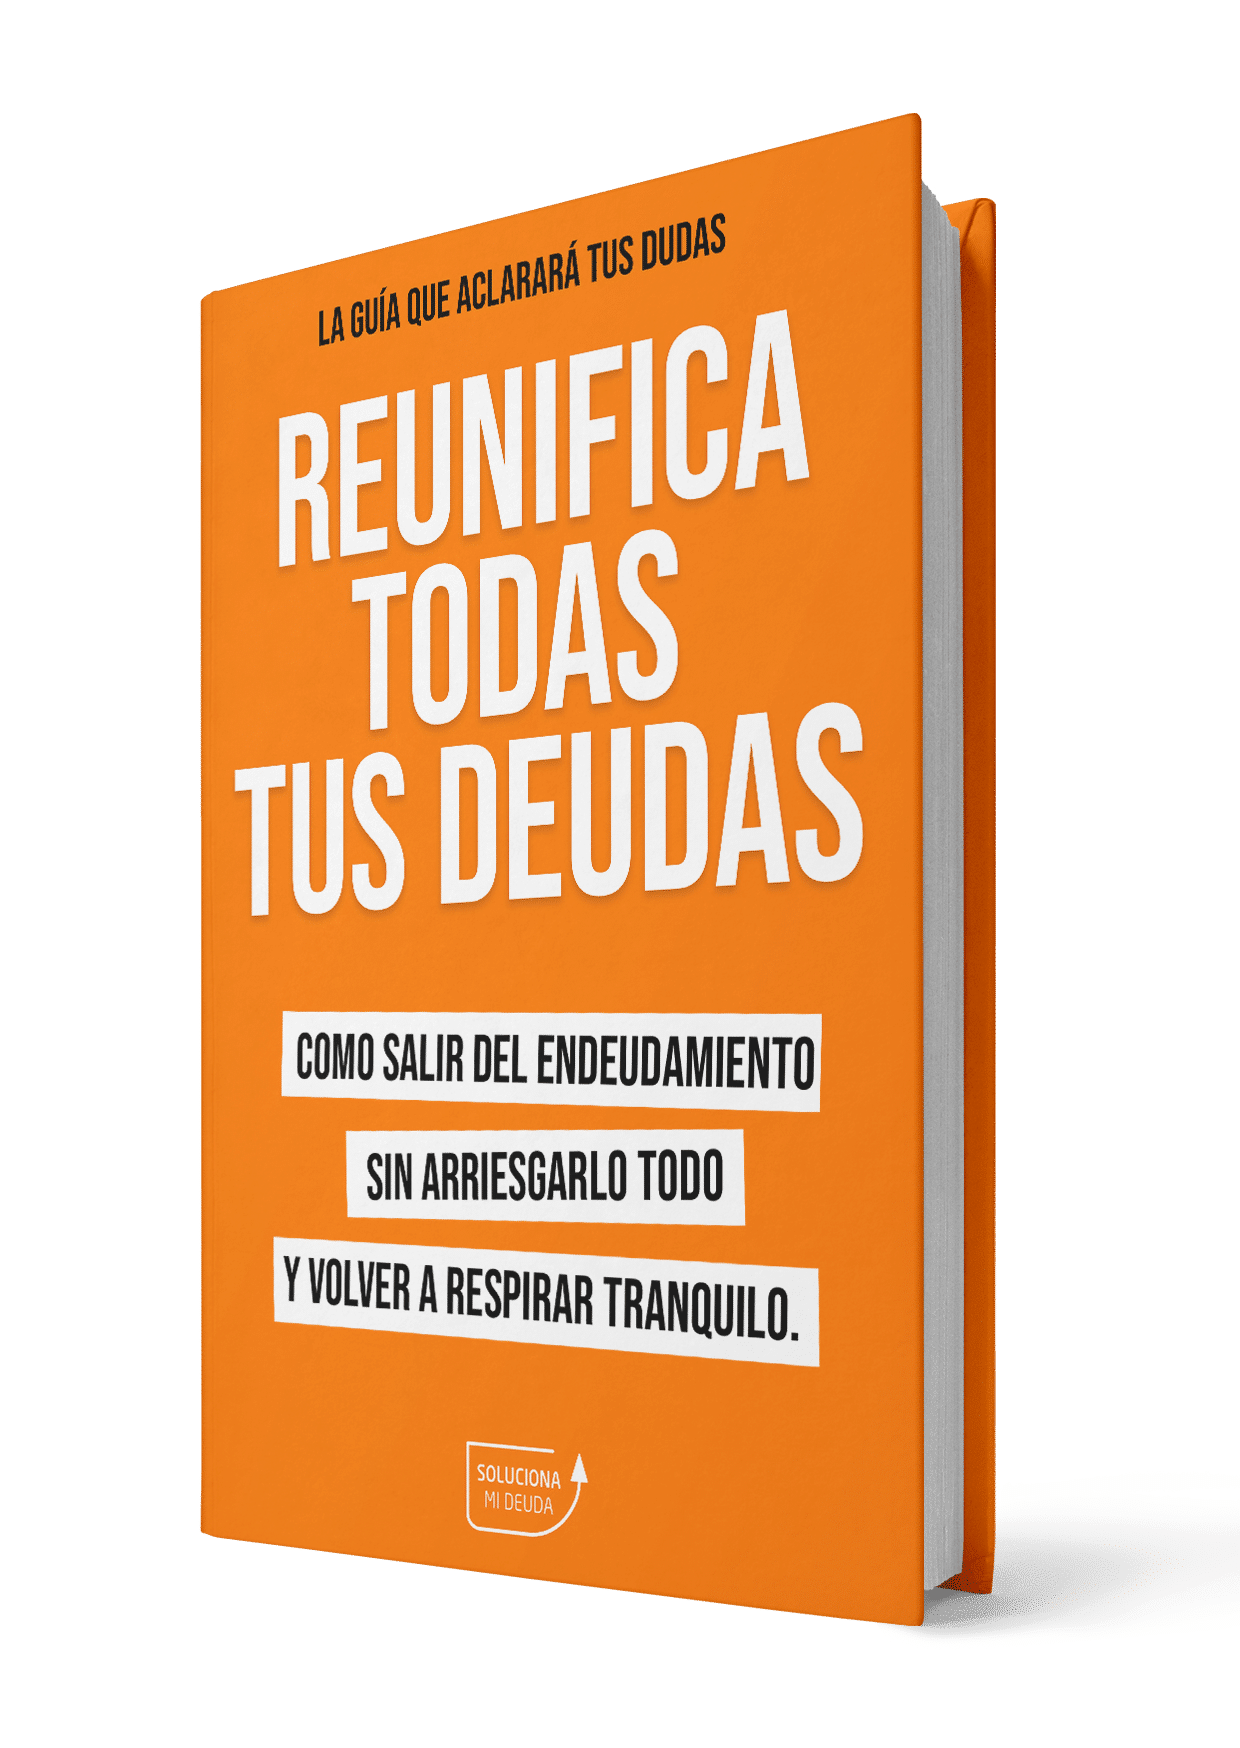 LA GUÍA QUE ACLARARÁ TUS DUDAS
REUNIFICA
TODAS
TUS DEUDAS
COMO SALIR DEL ENDEUDAMIENTO
SIN ARRIESGARLO TODO
Y VOLVER A RESPIRAR TRANQUILO.
SOLUCIONA
MI DEUDA